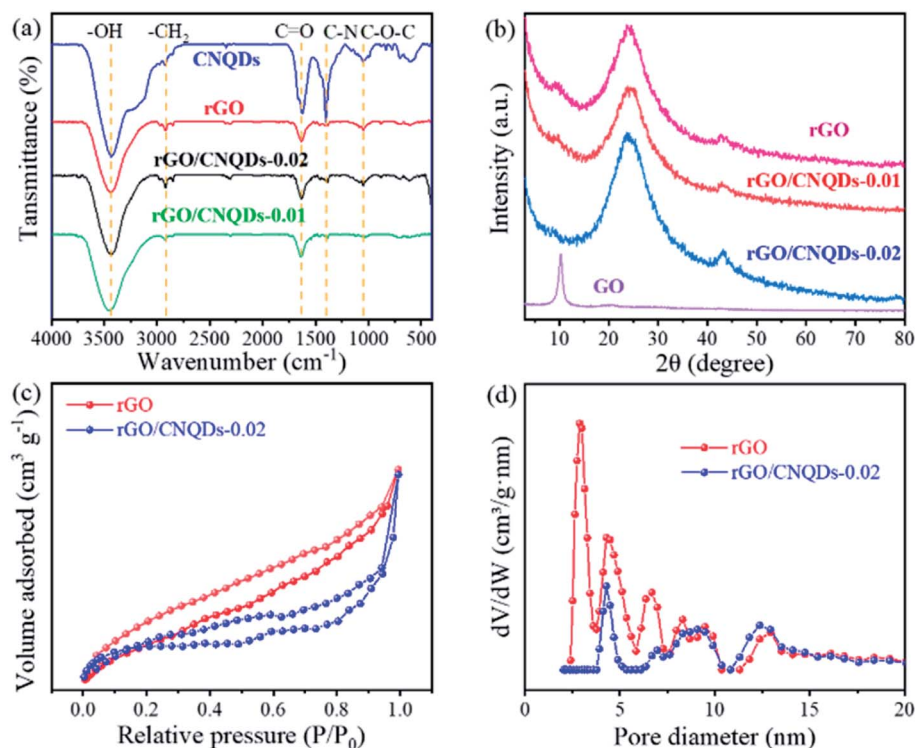 (a)
-OH
-CH₂
C=O
C-N
C-O-C
CNQDs
rGO
rGO/CNQDs-0.02
rGO/CNQDs-0.01
Tansmittance (%)
4000 3500 3000 2500 2000 1500 1000 500
Wavenumber (cm⁻¹)
(b)
rGO
rGO/CNQDs-0.01
rGO/CNQDs-0.02
GO
Intensity (a.u.)
10 20 30 40 50 60 70 80
2θ (degree)
(c)
rGO
rGO/CNQDs-0.02
Volume adsorbed (cm³ g⁻¹)
0.0 0.2 0.4 0.6 0.8 1.0
Relative pressure (P/P₀)
(d)
rGO
rGO/CNQDs-0.02
dV/dW (cm³/g·nm)
0 5 10 15 20
Pore diameter (nm)